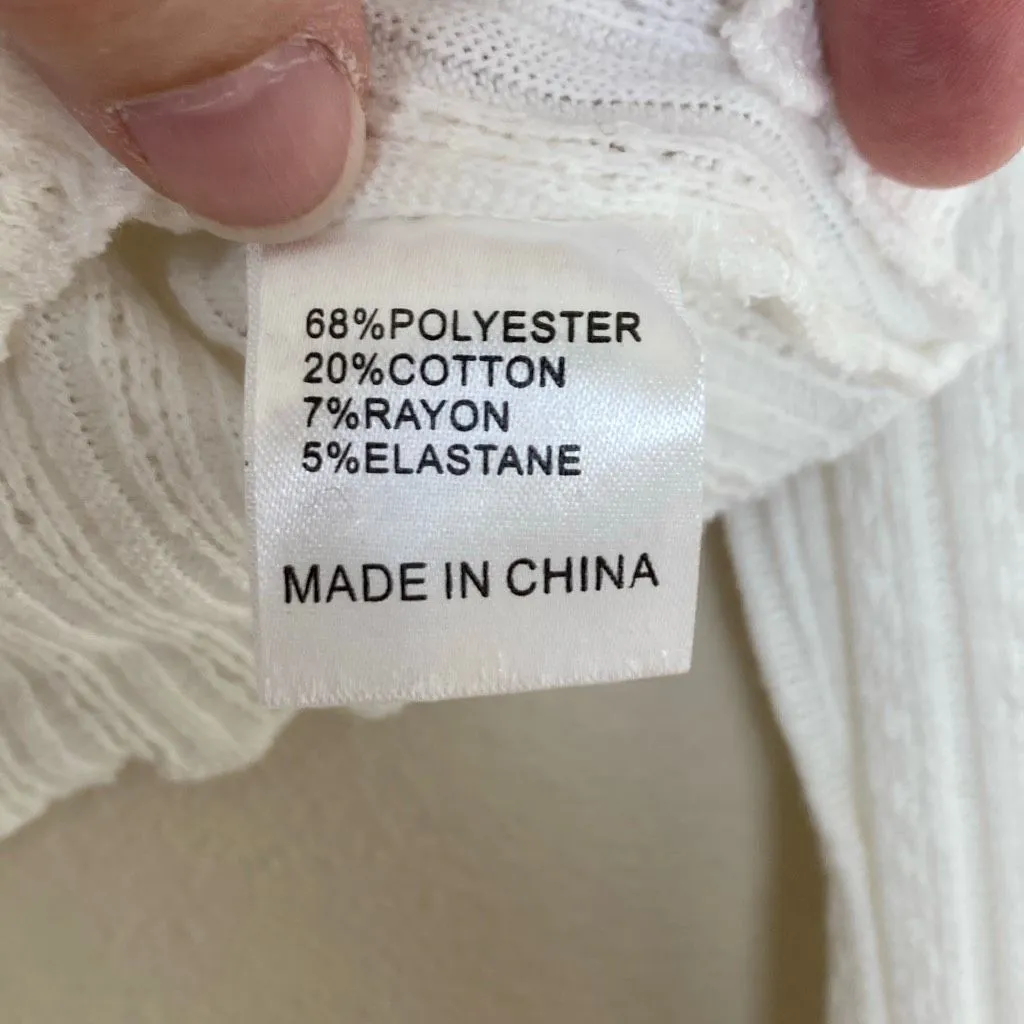 68%POLYESTER
20%COTTON
7%RAYON
5%ELASTANE
MADE IN CHINA